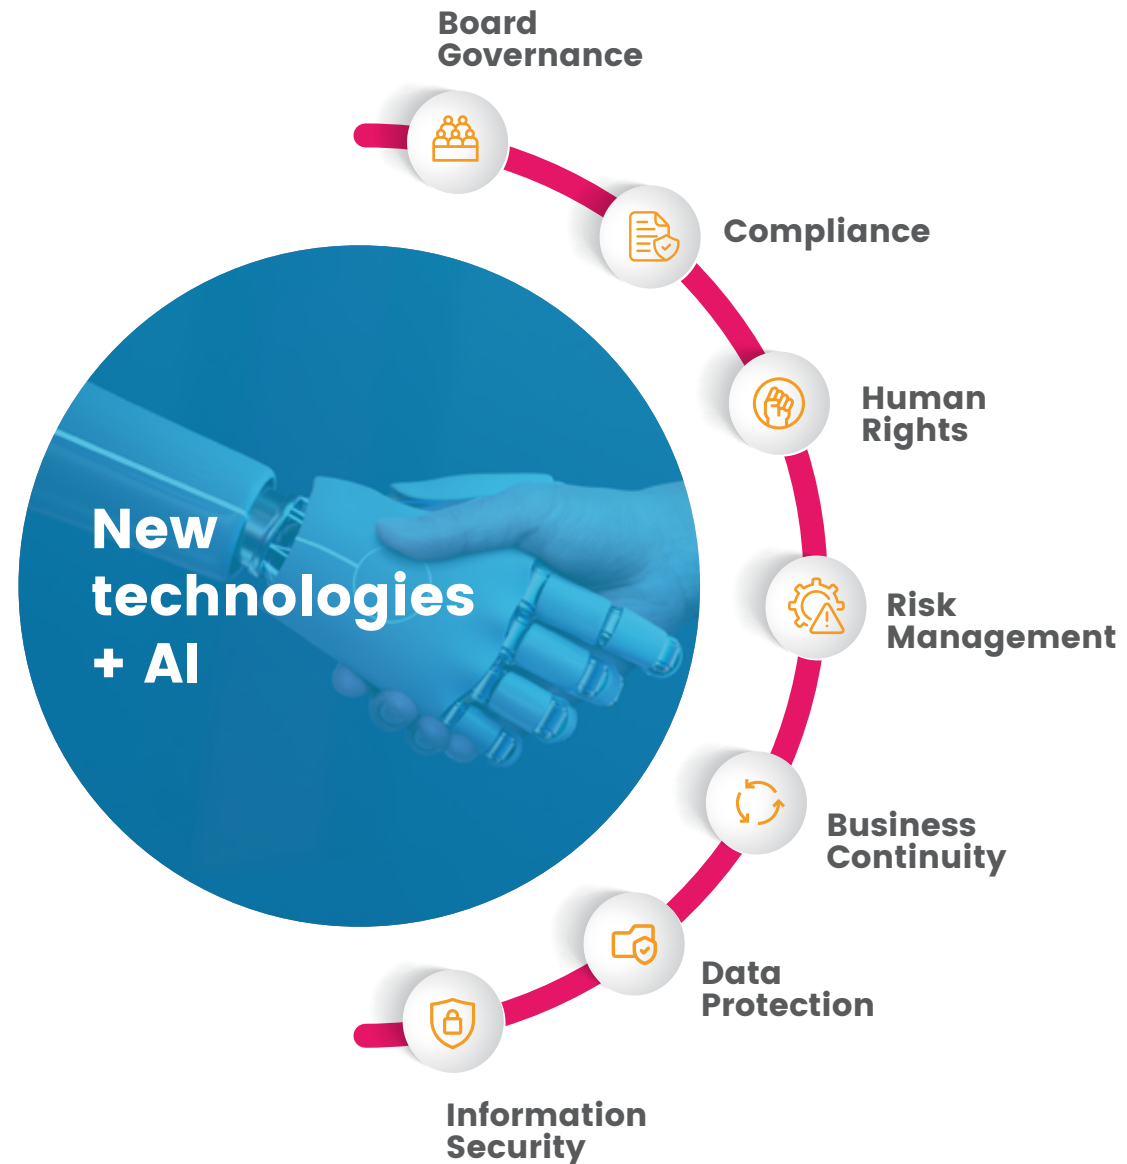 Board
Governance
Compliance
Human
Rights
New
technologies
+ AI
Risk
Management
Business
Continuity
Data
Protection
Information
Security